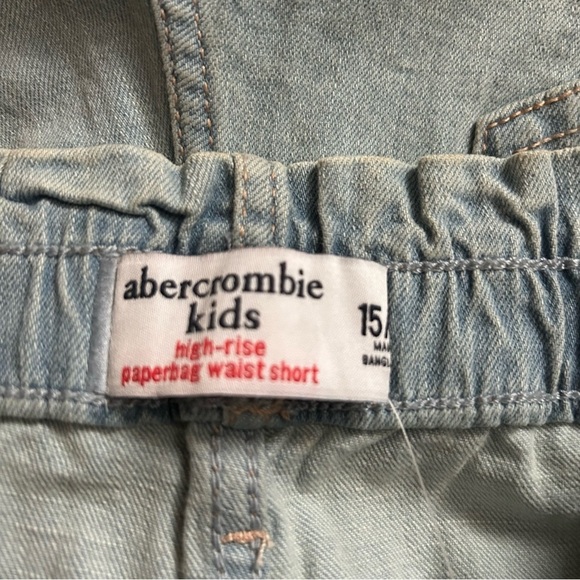 abercrombie
kids
high-rise
paperbag waist short
15/